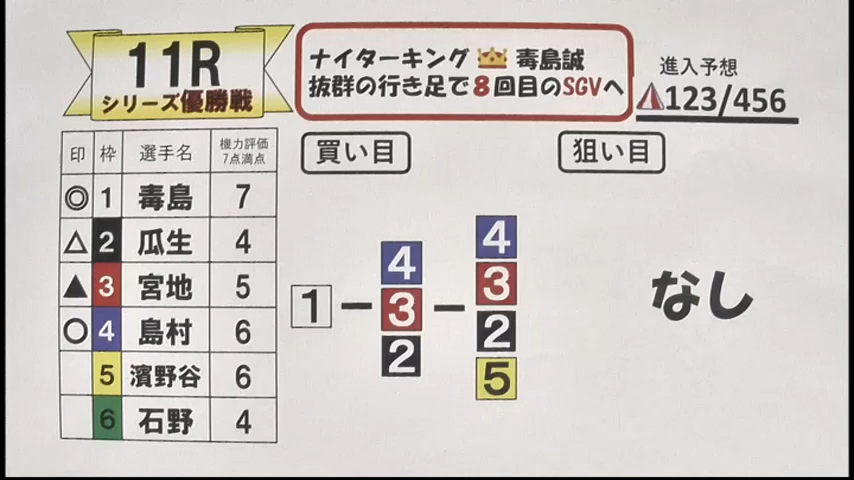 11R
シリーズ優勝戦
ナイターキング 毒島誠
抜群の行き足で8回目のSGVへ
進入予想
123/456
印 枠 選手名 機力評価
7点満点
◎ 1 毒島 7
△ 2 瓜生 4
▲ 3 宮地 5
○ 4 島村 6
5 濱野谷 6
6 石野 4
買い目
1 - 4 3 2 - 4 3 2 5
狙い目
なし